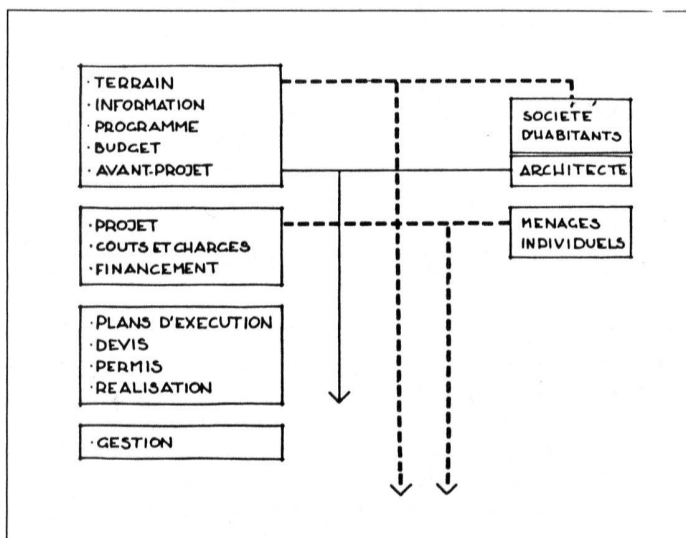 · TERRAIN
· INFORMATION
· PROGRAMME
· BUDGET
· AVANT-PROJET
SOCIÉTÉ
D'HABITANTS
ARCHITECTE
· PROJET
· COUTS ET CHARGES
· FINANCEMENT
MENAGES
INDIVIDUELS
· PLANS D'EXECUTION
· DEVIS
· PERMIS
· REALISATION
· GESTION